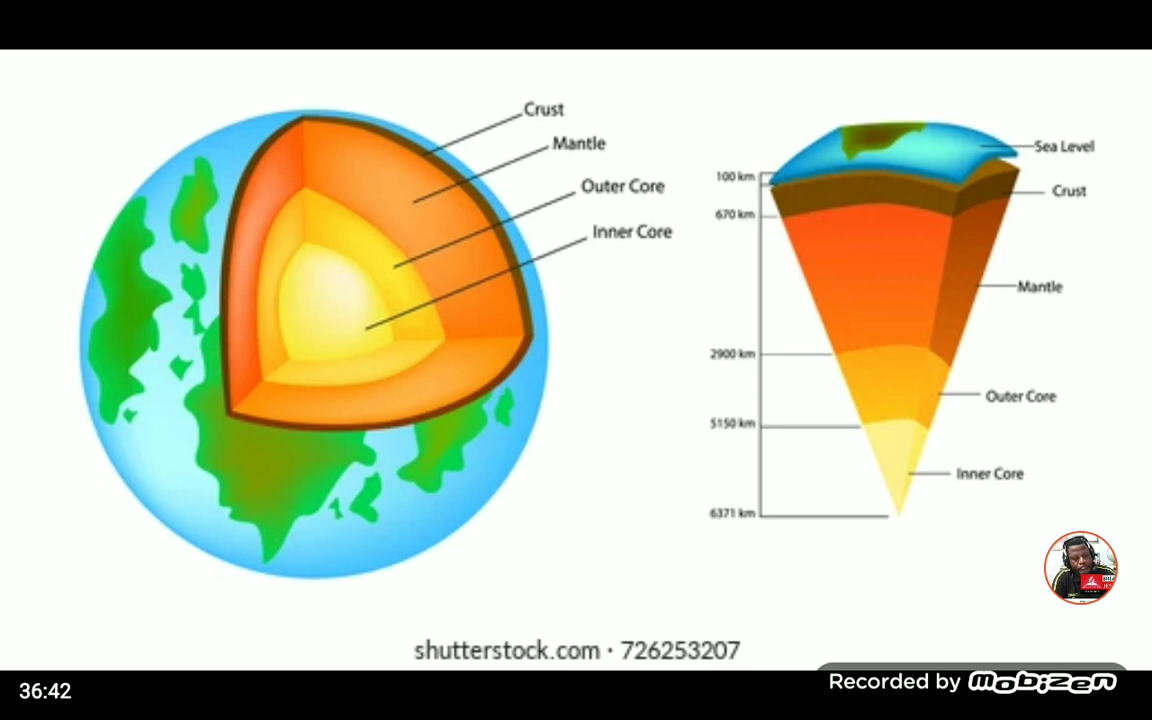 Crust
Mantle
Outer Core
Inner Core
Sea Level
100 km
Crust
670 km
Mantle
2900 km
Outer Core
5150 km
Inner Core
6371 km
shutterstock.com · 726253207
Recorded by mobizen
36:42